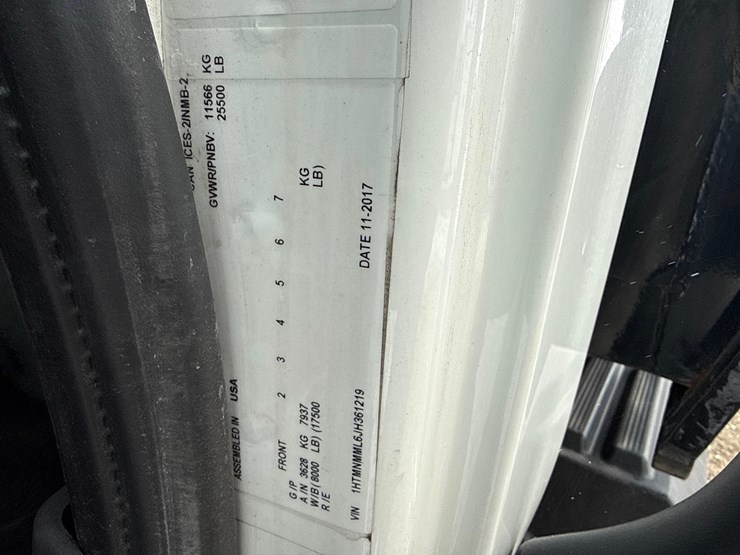 CAN ICES-2/NMB-2
GVWR/PNBV: 11566 KG
25500 LB
ASSEMBLED IN USA
FRONT 2 3 4 5 6 7
G / P
A / N 3628 KG 7937 KG
W / B ( 8000 LB) (17500 LB)
R / E
DATE 11-2017
VIN 1HTMNMML6JH361219